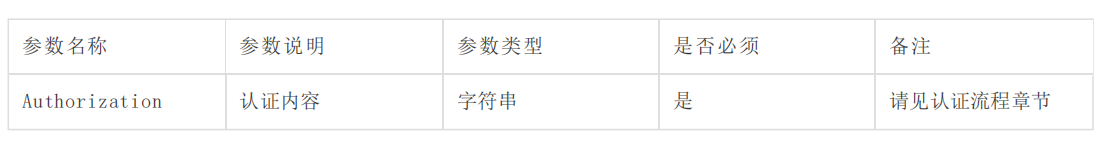 参数名称 参数说明 参数类型 是否必须 备注
Authorization 认证内容 字符串 是 请见认证流程章节